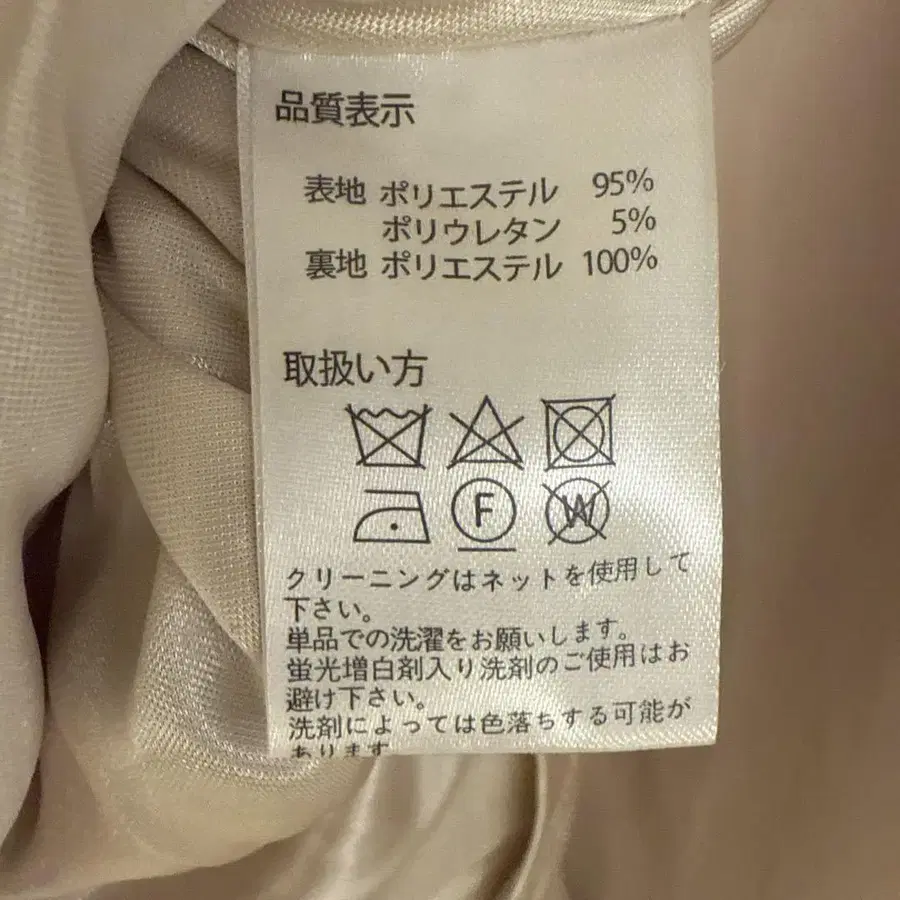 品質表示
表地 ポリエステル 95%
ポリウレタン 5%
裏地 ポリエステル 100%
取扱い方
F
W
クリーニングはネットを使用して
下さい。
単品での洗濯をお願いします。
蛍光増白剤入り洗剤のご使用はお
避け下さい。
洗剤によっては色落ちする可能が
あります